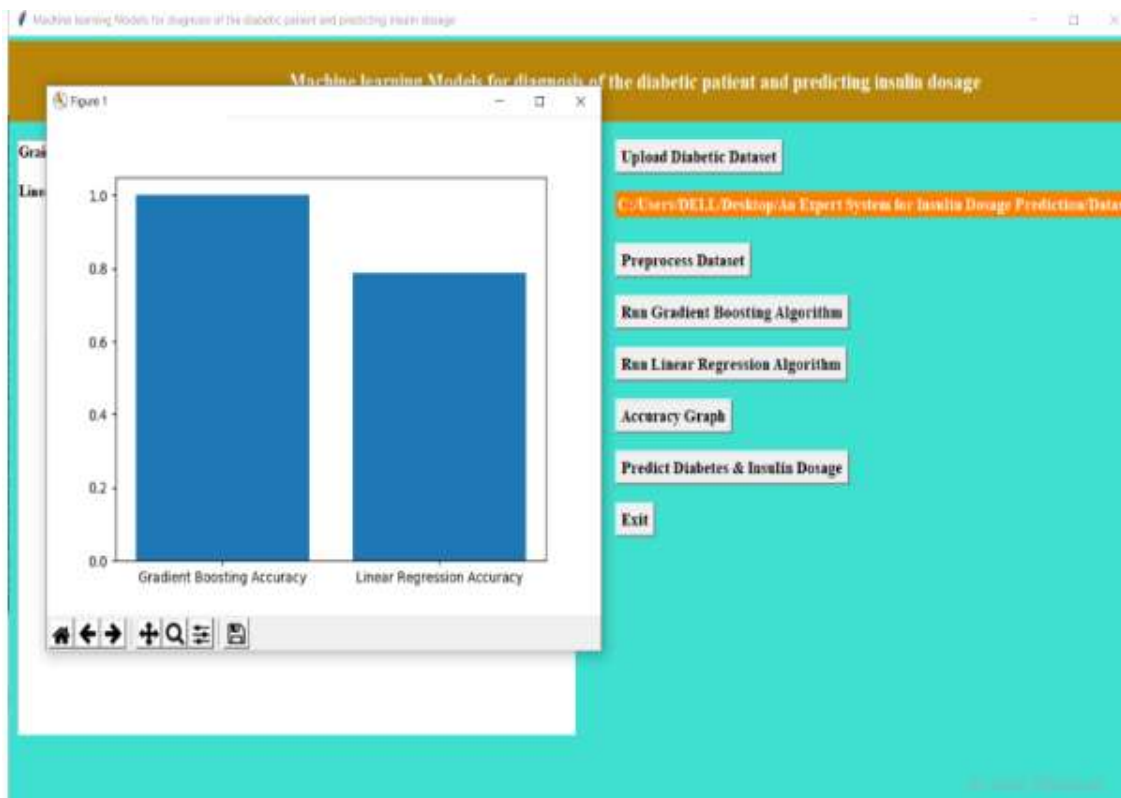 Machine learning Models for diagnosis of the diabetic patient and predicting insulin dosage
Machine learning Models for diagnosis of the diabetic patient and predicting insulin dosage
Figure 1
Upload Diabetic Dataset
C:/Users/DELL/Desktop/An Expert System for Insulin Dosage Prediction/Datas
Preprocess Dataset
Run Gradient Boosting Algorithm
Run Linear Regression Algorithm
Accuracy Graph
Predict Diabetes & Insulin Dosage
Exit
1.0
0.8
0.6
0.4
0.2
0.0
Gradient Boosting Accuracy
Linear Regression Accuracy